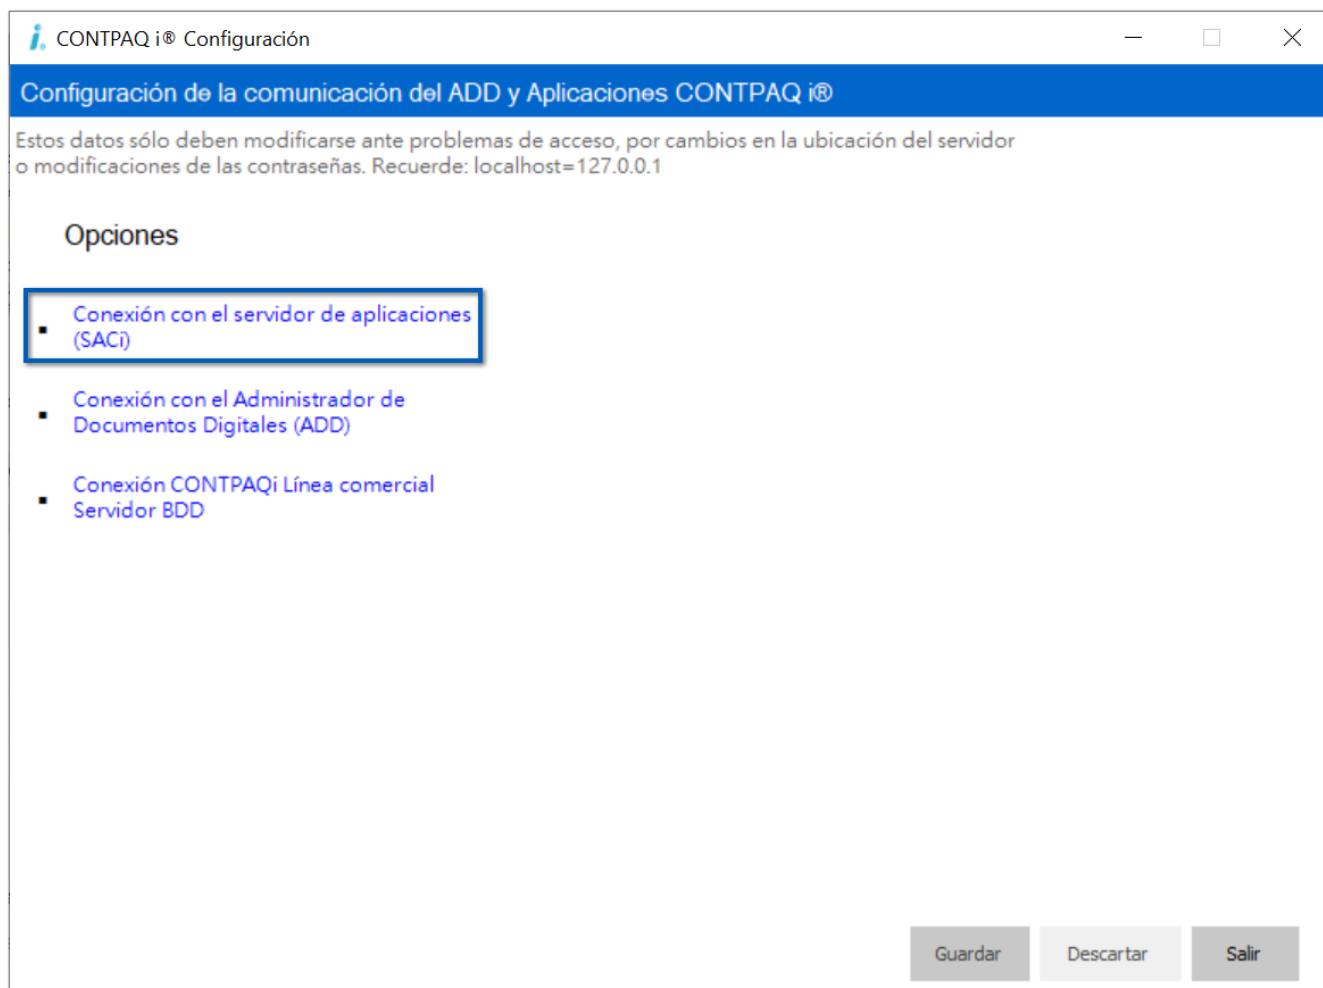 CONTPAQ i® Configuración
Configuración de la comunicación del ADD y Aplicaciones CONTPAQ i®
Estos datos sólo deben modificarse ante problemas de acceso, por cambios en la ubicación del servidor
o modificaciones de las contraseñas. Recuerde: localhost=127.0.0.1
Opciones
Conexión con el servidor de aplicaciones
(SACi)
Conexión con el Administrador de
Documentos Digitales (ADD)
Conexión CONTPAQi Línea comercial
Servidor BDD
Guardar Descartar Salir